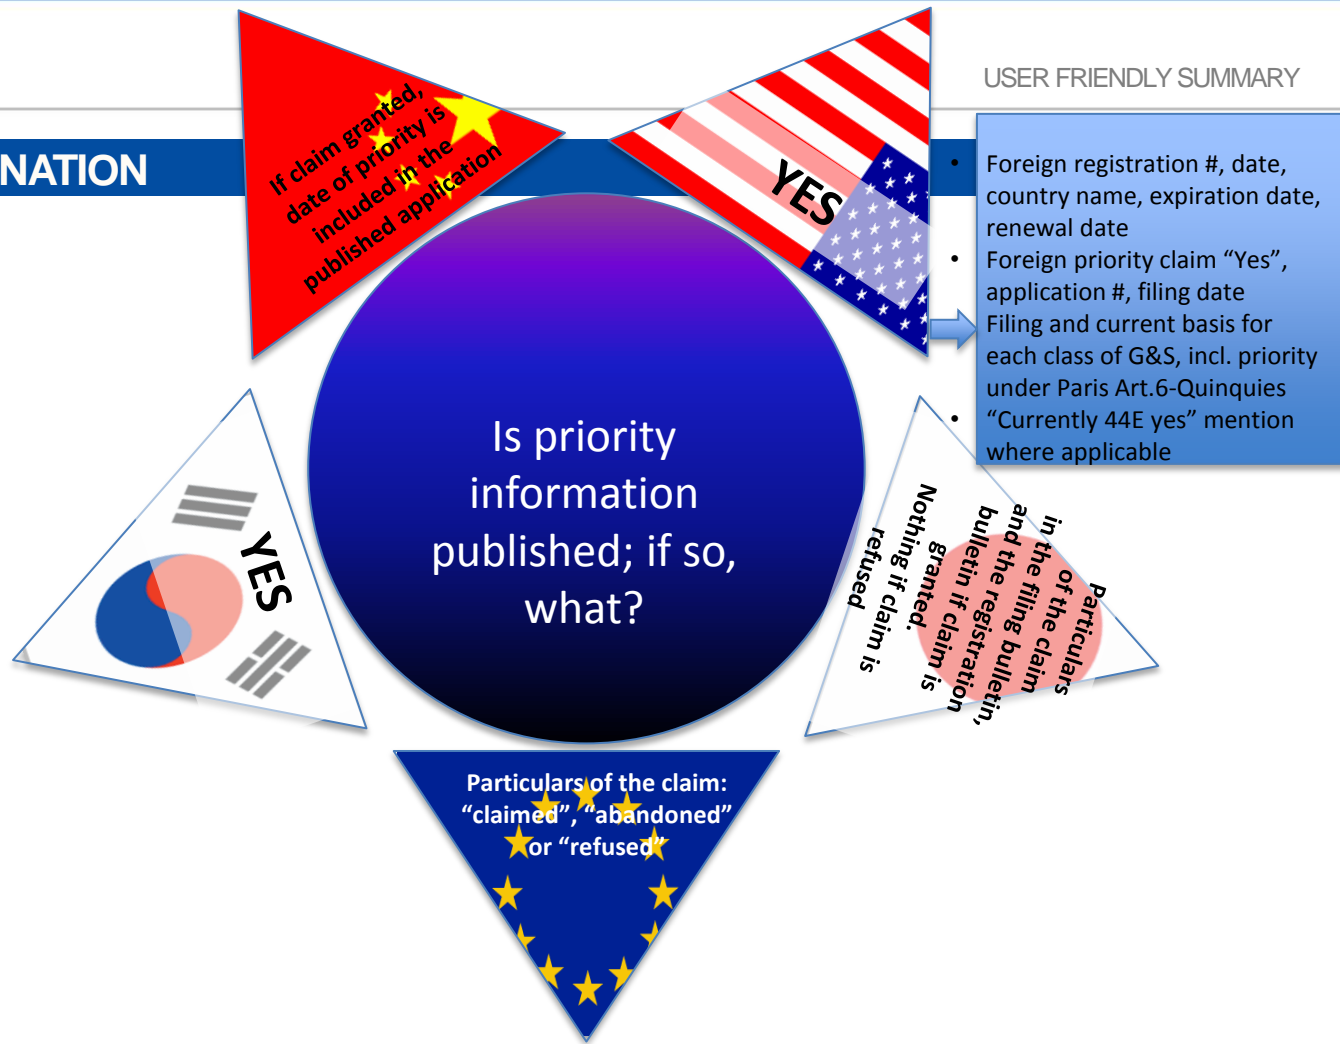 USER FRIENDLY SUMMARY
NATION
If claim granted,
date of priority is
included in the
published application
YES
• Foreign registration #, date,
country name, expiration date,
renewal date
• Foreign priority claim “Yes”,
application #, filing date
Filing and current basis for
each class of G&S, incl. priority
under Paris Art.6-Quinquies
• “Currently 44E yes” mention
where applicable
Is priority
information
published; if so,
what?
YES
Particulars
of the claim
in the filing bulletin,
and the registration
bulletin if claim is
granted.
Nothing if claim is
refused
Particulars of the claim:
“claimed”, “abandoned”
or “refused”